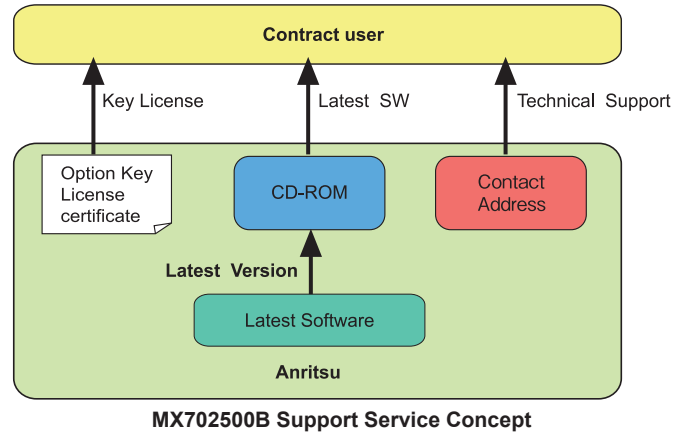 Contract user
Key License
Latest SW
Technical Support
Option Key
License
certificate
CD-ROM
Contact
Address
Latest Version
Latest Software
Anritsu
MX702500B Support Service Concept